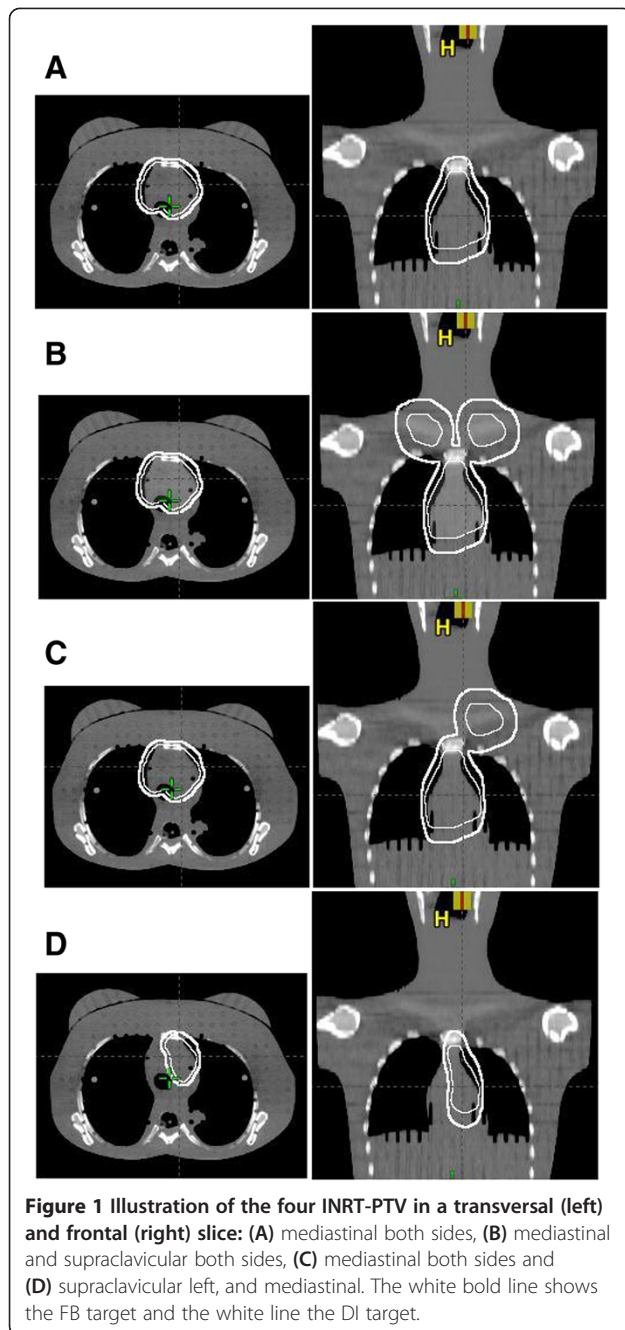 A
H
B
H
C
H
D
H
Figure 1 Illustration of the four INRT-PTV in a transversal (left)
and frontal (right) slice: (A) mediastinal both sides, (B) mediastinal
and supraclavicular both sides, (C) mediastinal both sides and
(D) supraclavicular left, and mediastinal. The white bold line shows
the FB target and the white line the DI target.